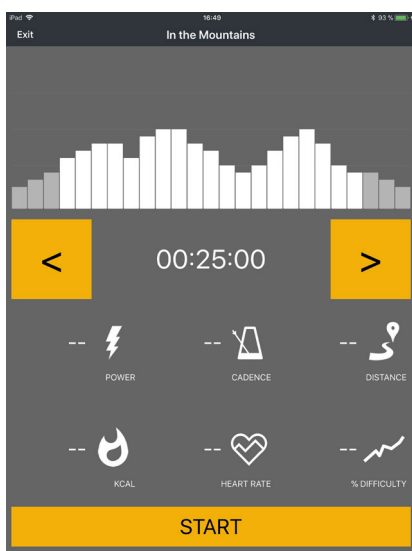 iPad 16:49 93 %
Exit In the Mountains
< 00:25:00 >
-- -- --
POWER CADENCE DISTANCE
-- -- --
KCAL HEART RATE % DIFFICULTY
START